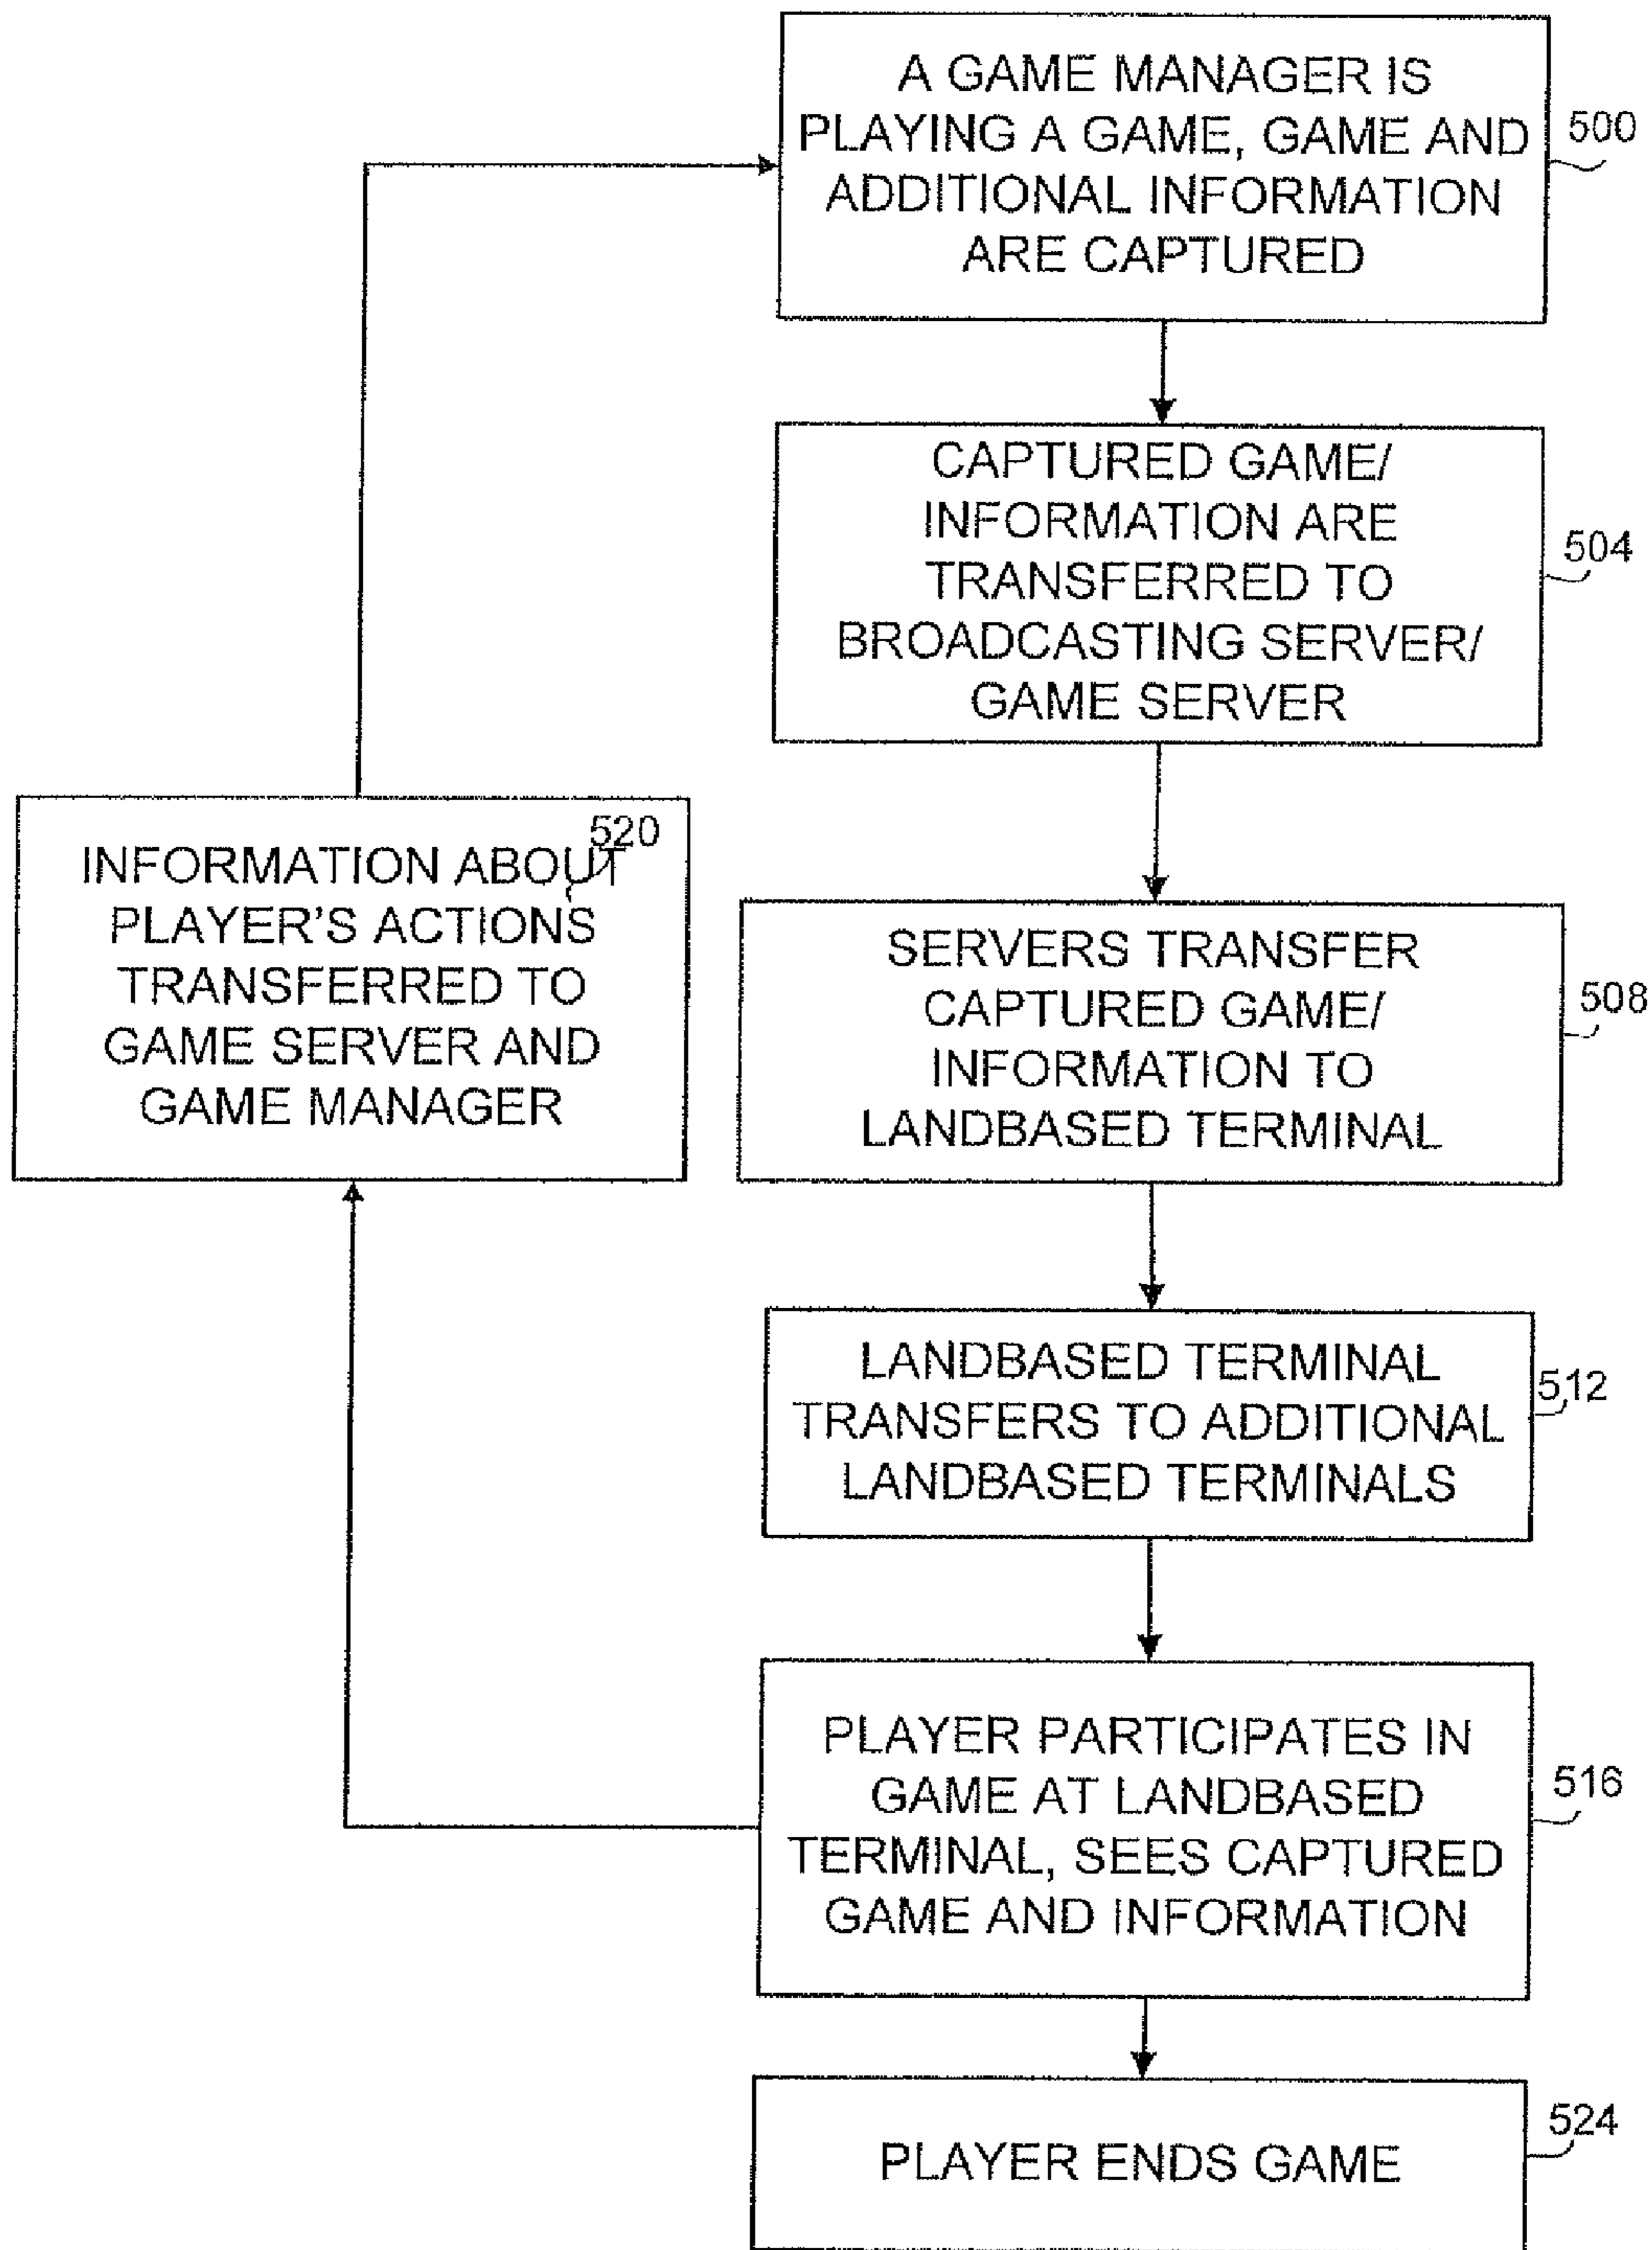 A GAME MANAGER IS
PLAYING A GAME, GAME AND
ADDITIONAL INFORMATION
ARE CAPTURED
500
CAPTURED GAME/
INFORMATION ARE
TRANSFERRED TO
BROADCASTING SERVER/
GAME SERVER
504
520
INFORMATION ABOUT
PLAYER'S ACTIONS
TRANSFERRED TO
GAME SERVER AND
GAME MANAGER
SERVERS TRANSFER
CAPTURED GAME/
INFORMATION TO
LANDBASED TERMINAL
508
LANDBASED TERMINAL
TRANSFERS TO ADDITIONAL
LANDBASED TERMINALS
512
PLAYER PARTICIPATES IN
GAME AT LANDBASED
TERMINAL, SEES CAPTURED
GAME AND INFORMATION
516
PLAYER ENDS GAME
524